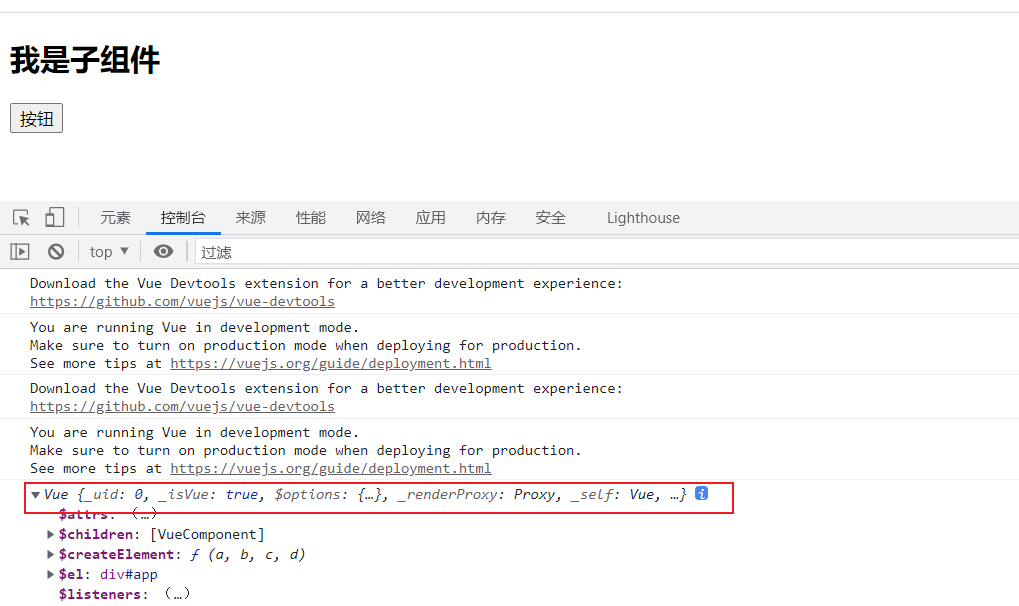 我是子组件
按钮
元素 控制台 来源 性能 网络 应用 内存 安全 Lighthouse
top ▼ 过滤
Download the Vue Devtools extension for a better development experience:
https://github.com/vuejs/vue-devtools
You are running Vue in development mode.
Make sure to turn on production mode when deploying for production.
See more tips at https://vuejs.org/guide/deployment.html
Download the Vue Devtools extension for a better development experience:
https://github.com/vuejs/vue-devtools
You are running Vue in development mode.
Make sure to turn on production mode when deploying for production.
See more tips at https://vuejs.org/guide/deployment.html
▼Vue {_uid: 0, _isVue: true, $options: {…}, _renderProxy: Proxy, _self: Vue, …} i
$attrs: (…)
▶$children: [VueComponent]
▶$createElement: ƒ (a, b, c, d)
▶$el: div#app
$listeners: (…)